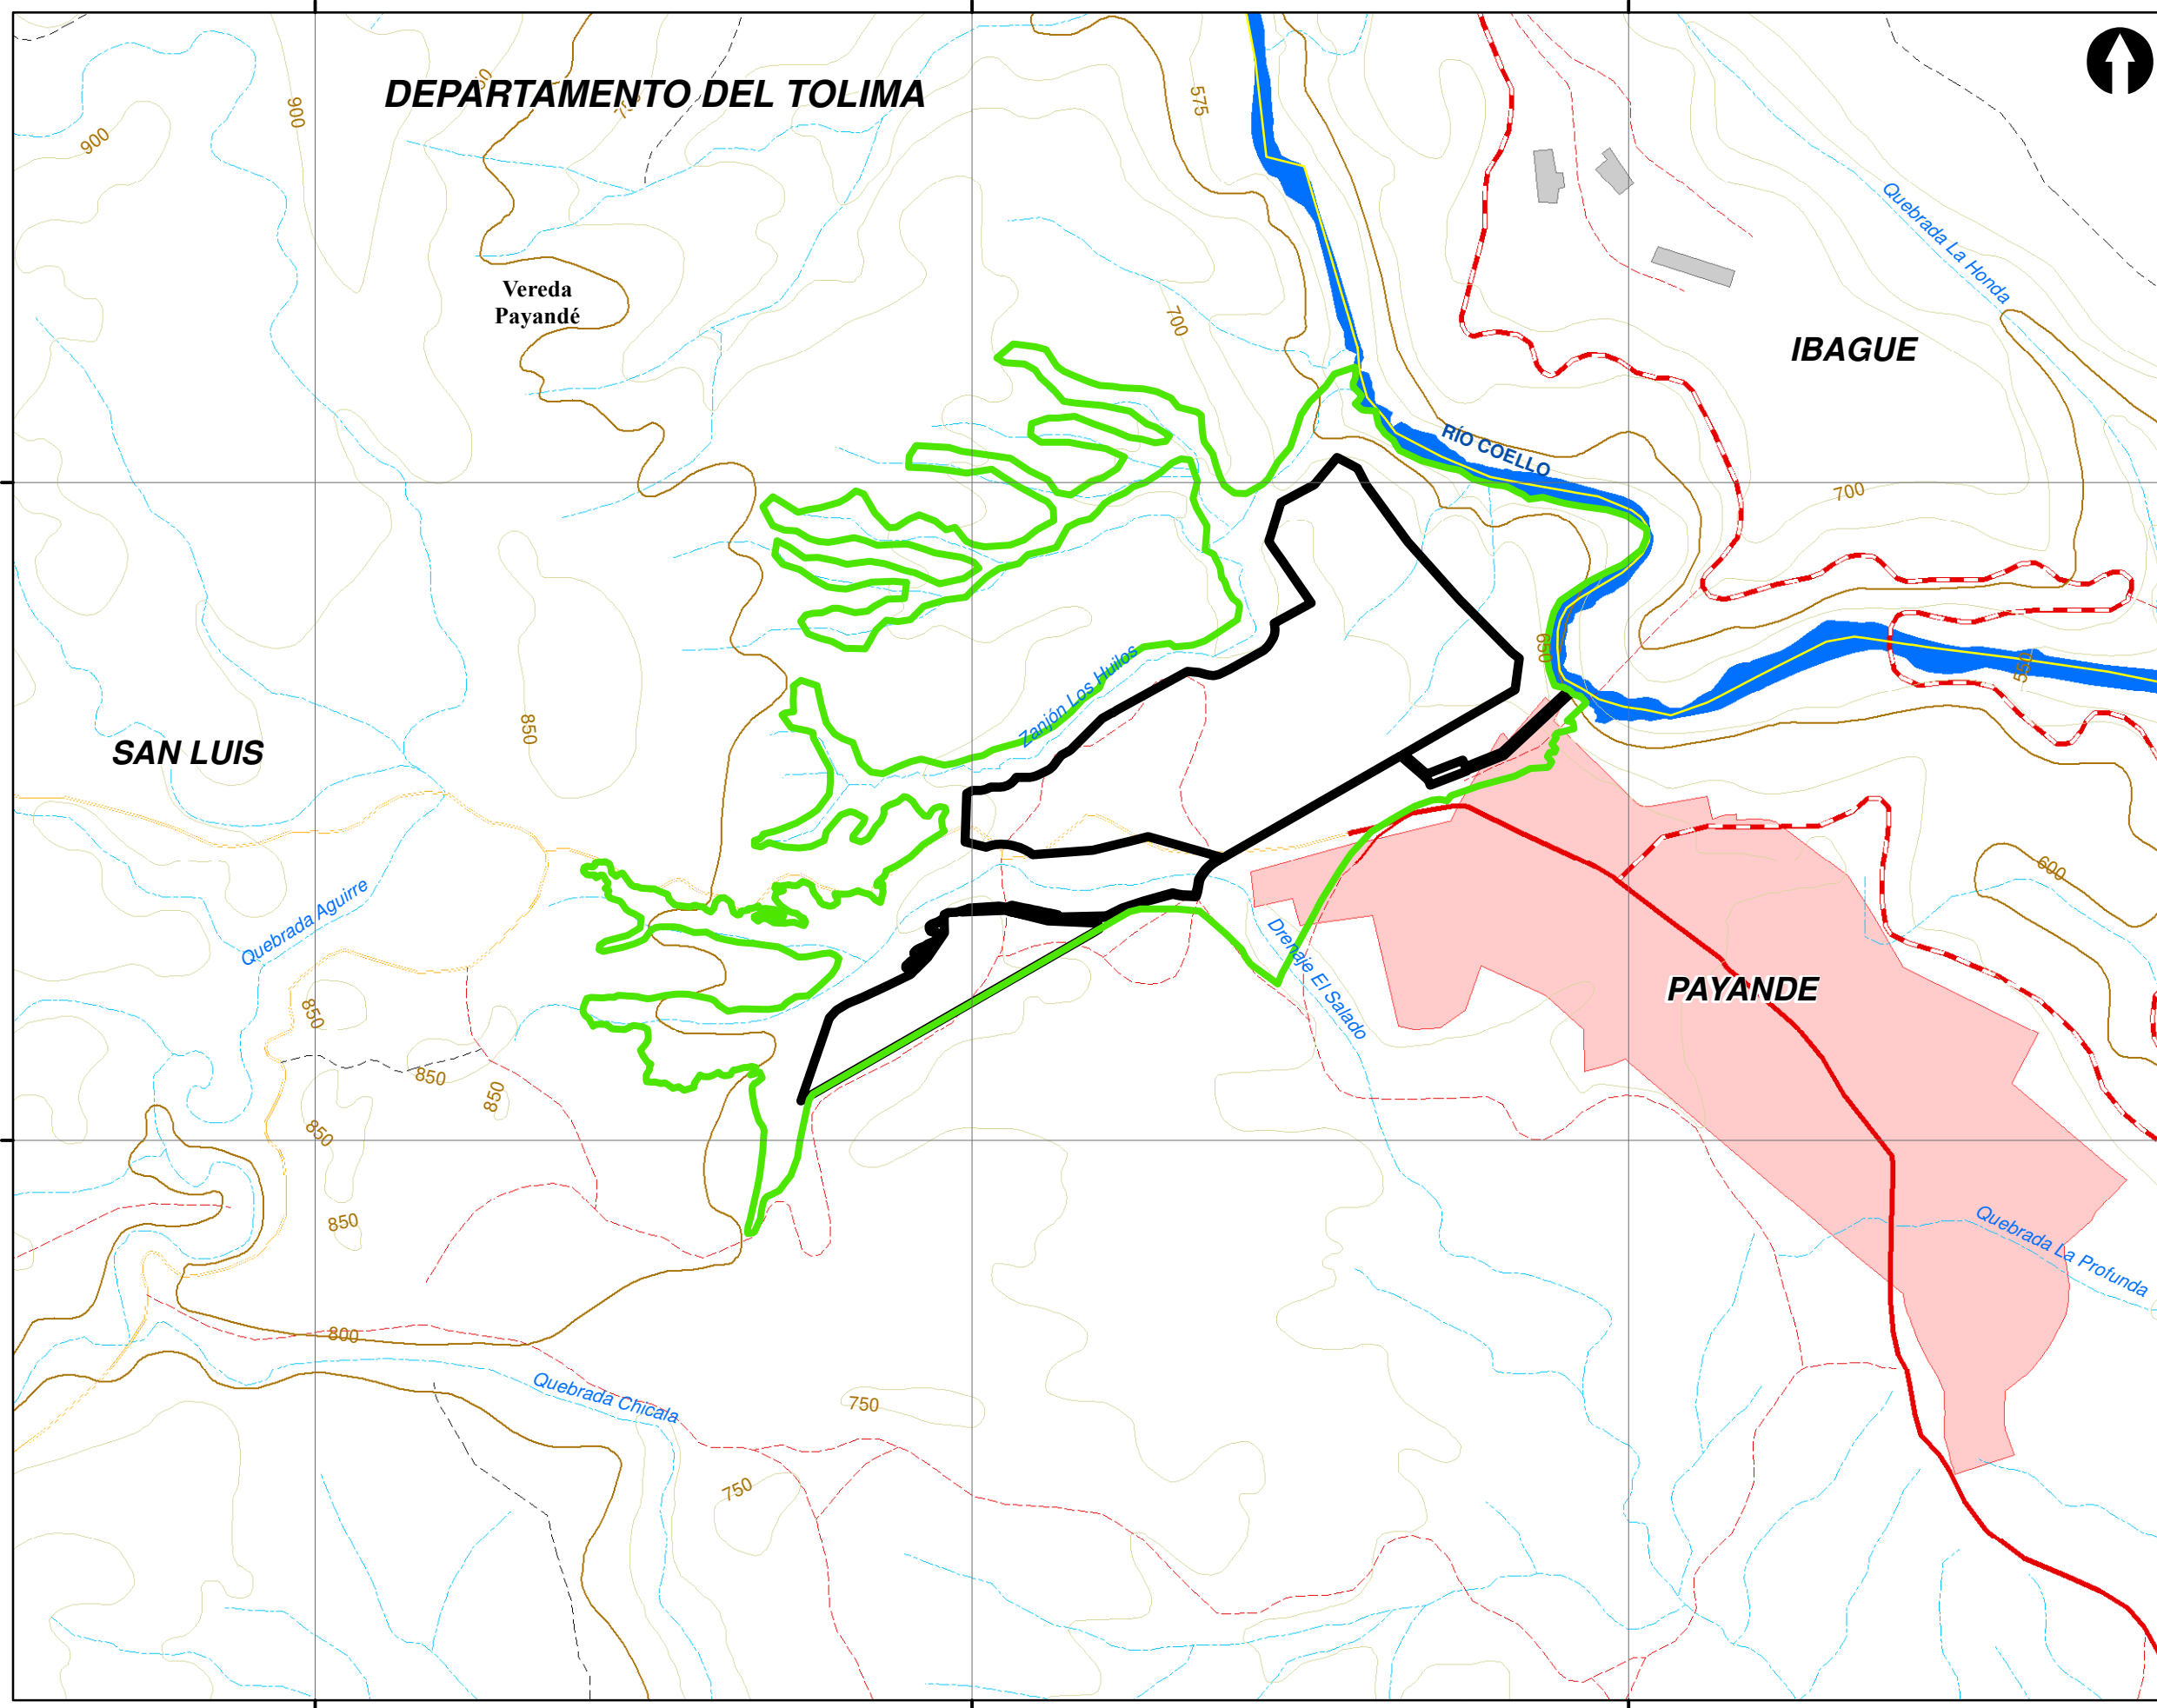 DEPARTAMENTO DEL TOLIMA
900
900
575
Quebrada La Honda
Vereda
Payandé
700
IBAGUE
RÍO COELLO
700
650
550
Zanjón Los Huilos
850
SAN LUIS
600
Quebrada Aguirre
Drenaje El Salado
PAYANDE
850
850
850
850
850
Quebrada La Profunda
800
Quebrada Chicala
750
750